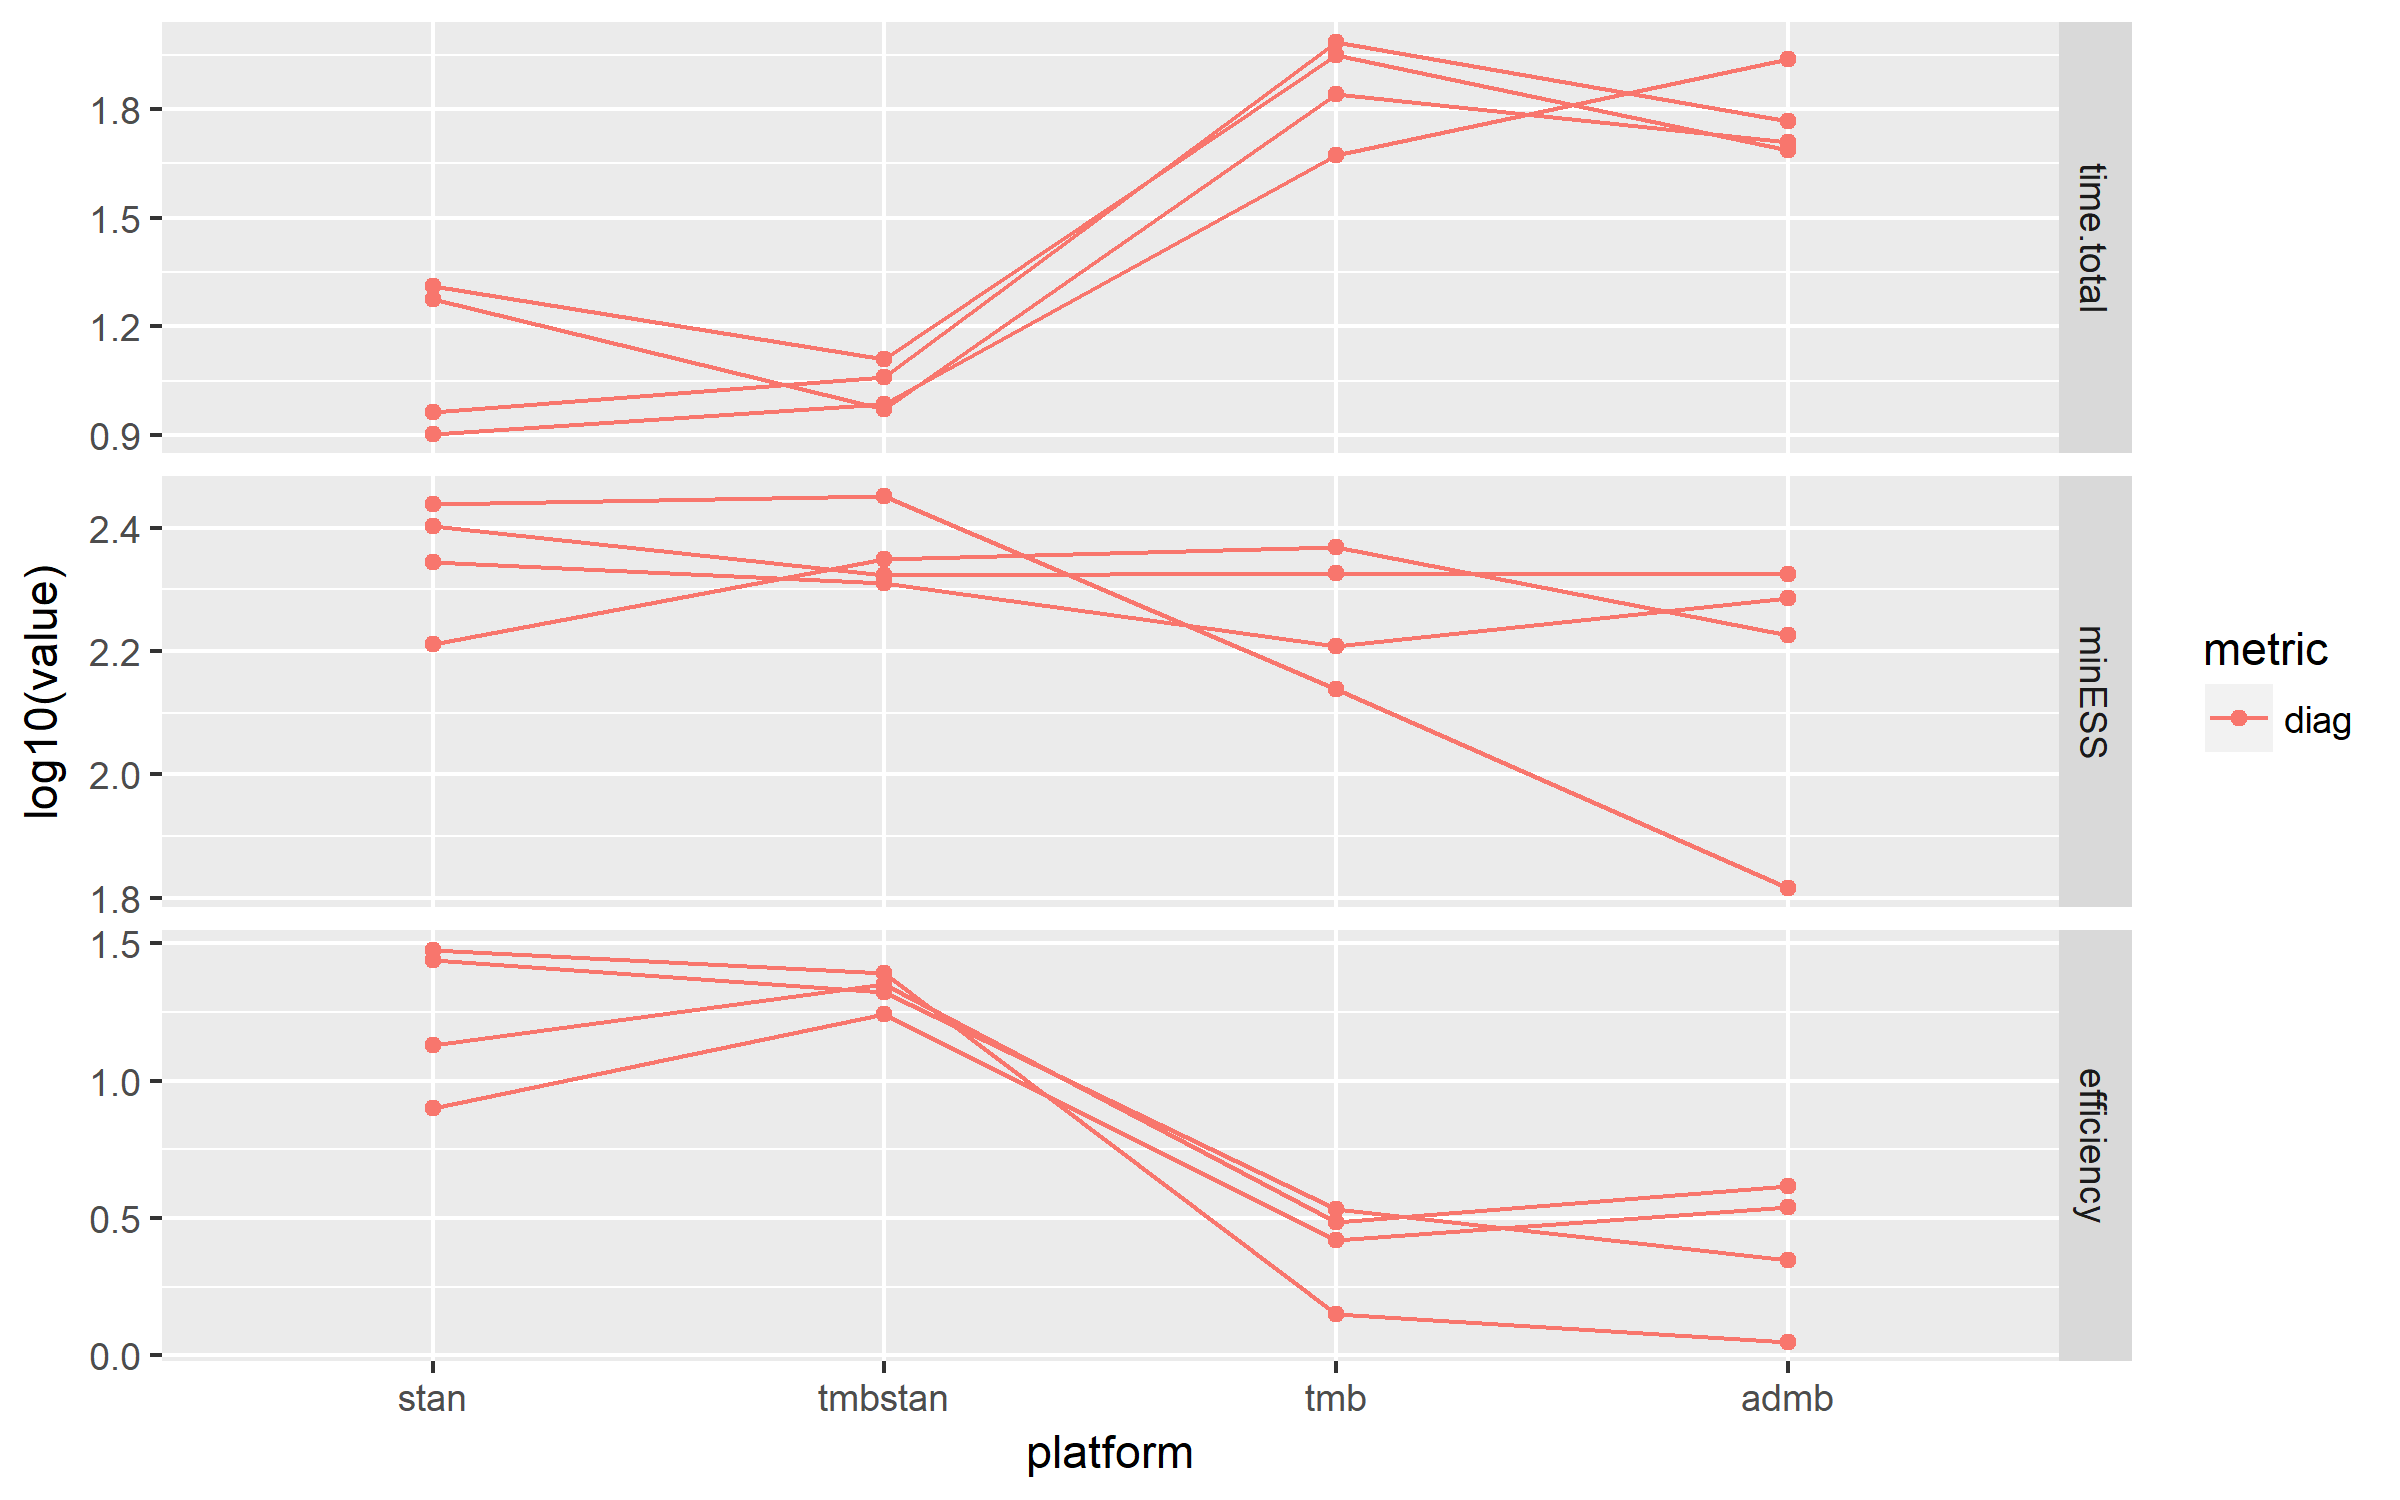 1.8
1.5
1.2
0.9
time.total
2.4
2.2
2.0
1.8
minESS
1.5
1.0
0.5
0.0
efficiency
log10(value)
stan tmbstan tmb admb
platform
metric
diag